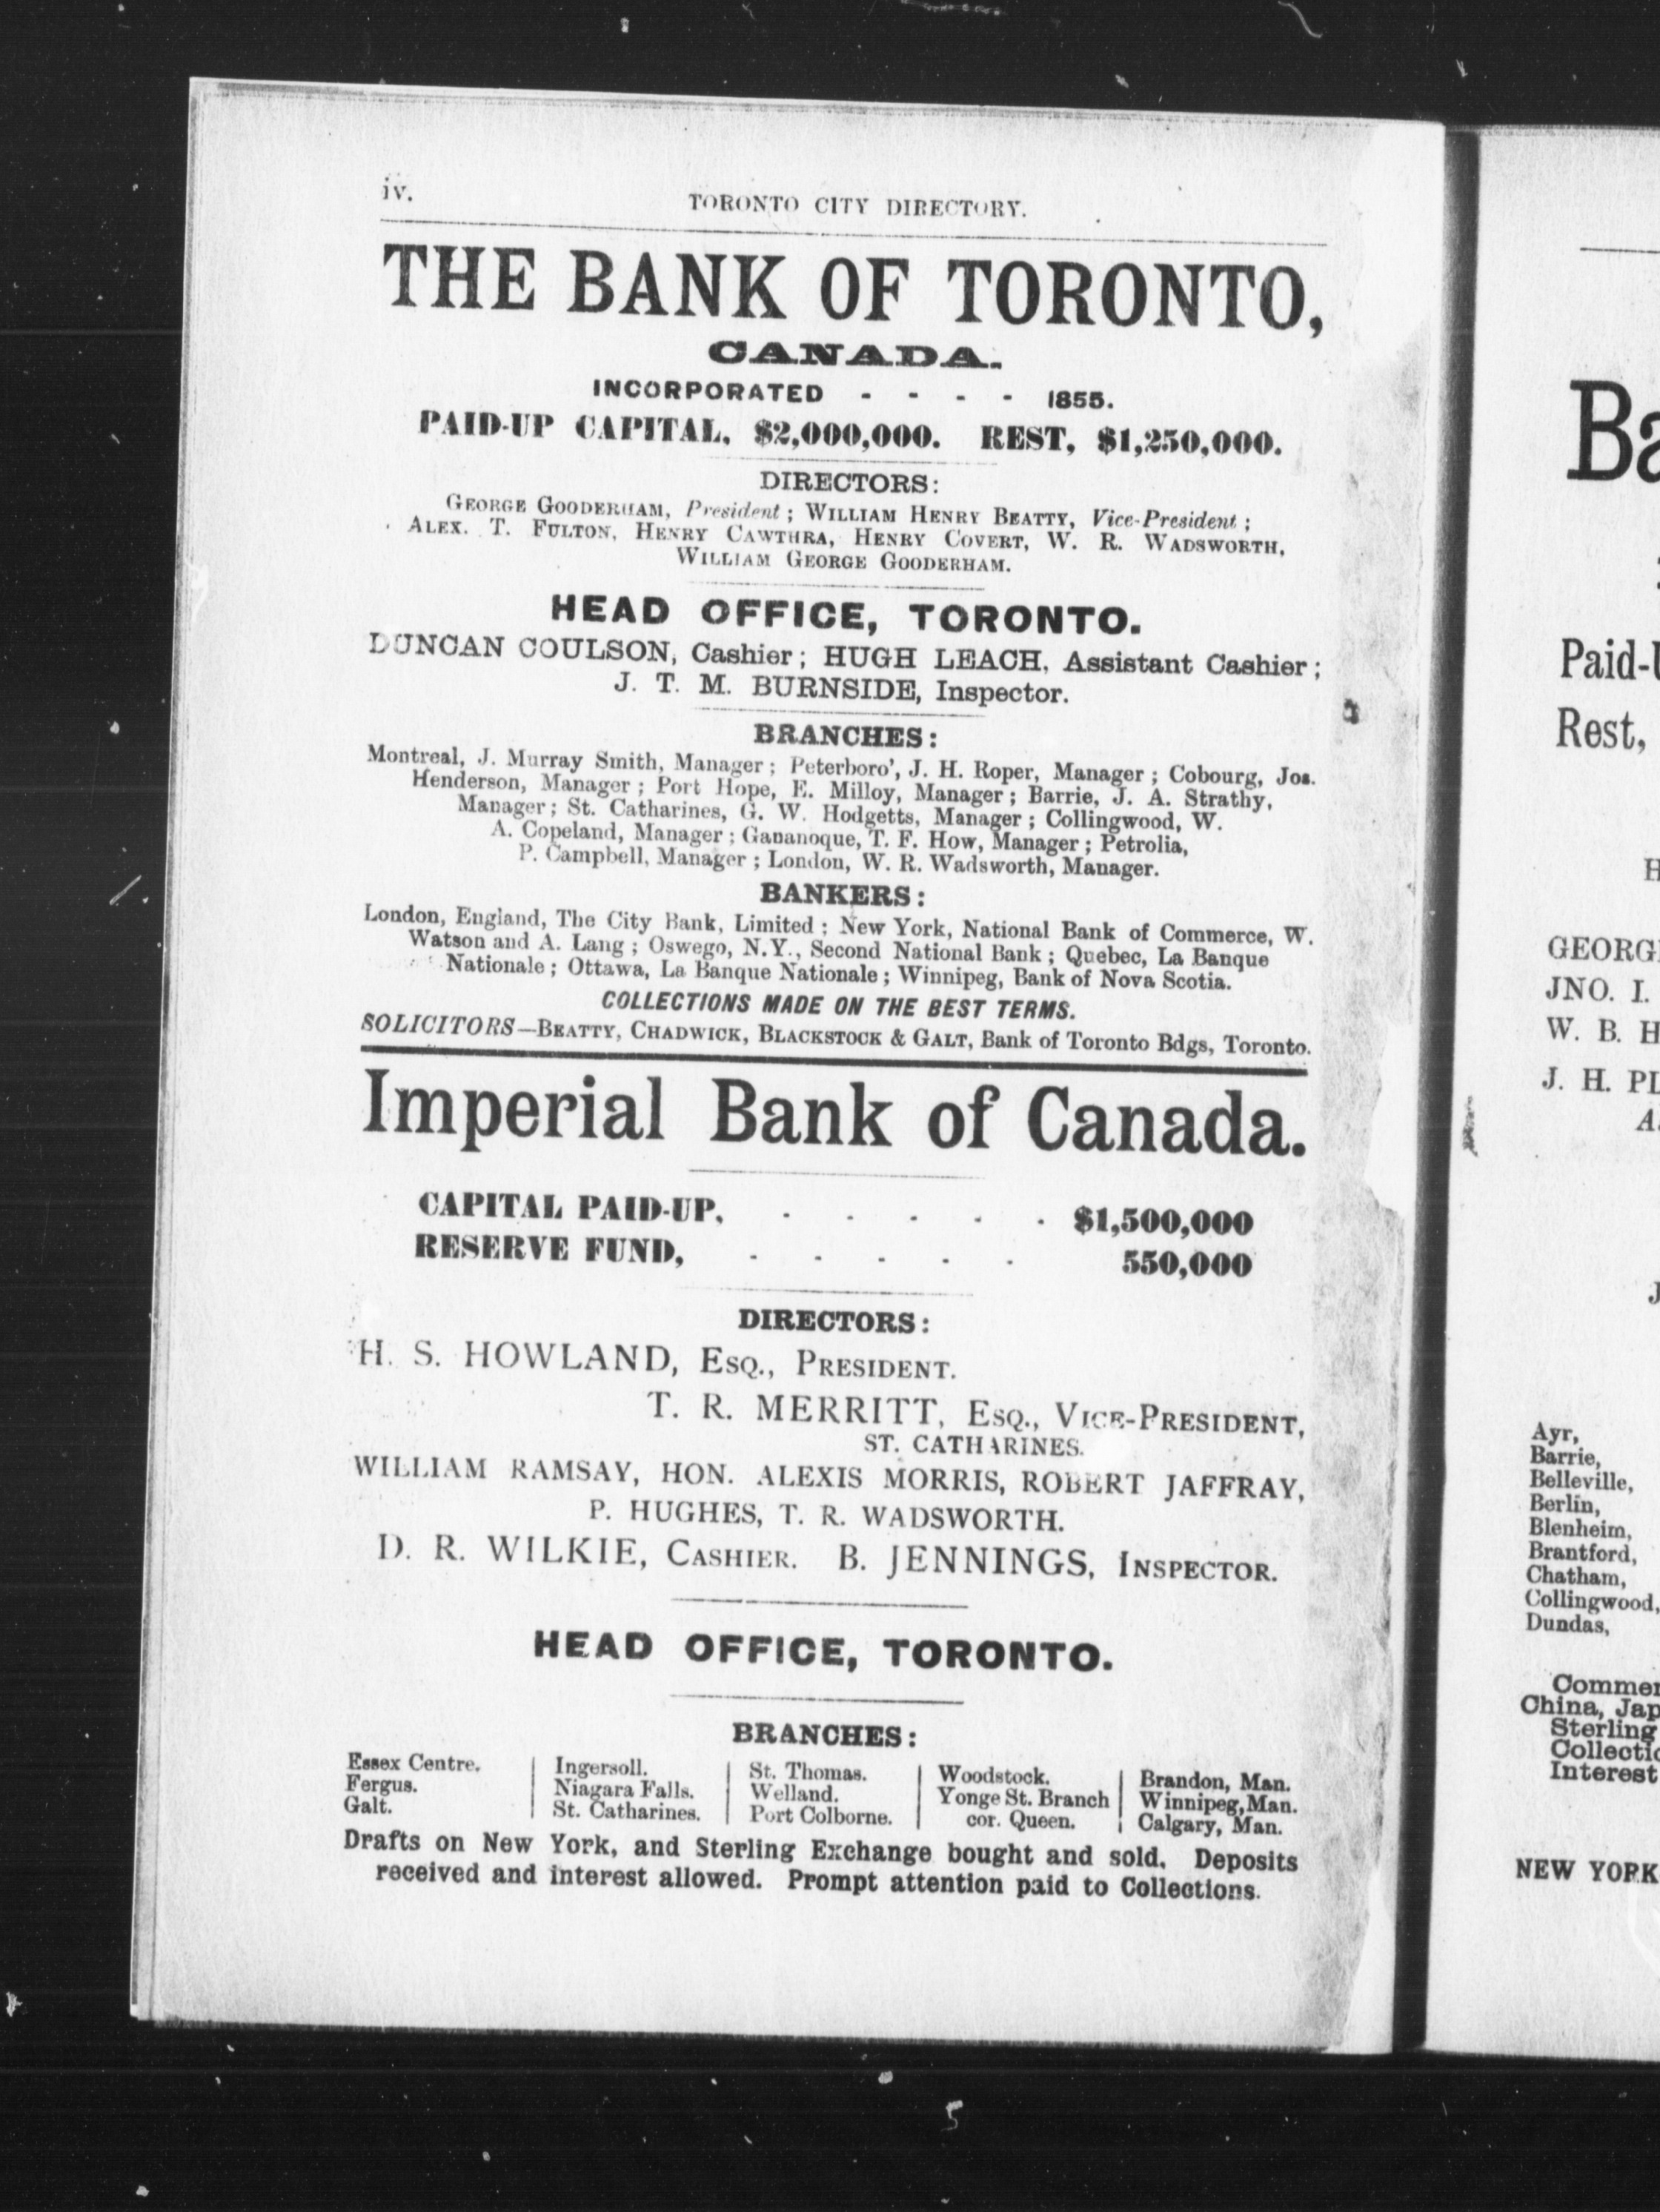 iv.
TORONTO CITY DIRECTORY.
THE BANK OF TORONTO,
CANADA.
INCORPORATED - - - - 1855.
PAID-UP CAPITAL, $2,000,000. REST, $1,250,000.
DIRECTORS:
GEORGE GOODERHAM, President; WILLIAM HENRY BEATTY, Vice-President;
ALEX. T. FULTON, HENRY CAWTHRA, HENRY COVERT, W. R. WADSWORTH,
WILLIAM GEORGE GOODERHAM.
HEAD OFFICE, TORONTO.
DUNCAN COULSON, Cashier; HUGH LEACH, Assistant Cashier;
J. T. M. BURNSIDE, Inspector.
BRANCHES:
Montreal, J. Murray Smith, Manager; Peterboro', J. H. Roper, Manager; Cobourg, Jos.
Henderson, Manager; Port Hope, E. Milloy, Manager; Barrie, J. A. Strathy,
Manager; St. Catharines, G. W. Hodgetts, Manager; Collingwood, W.
A. Copeland, Manager; Gananoque, T. F. How, Manager; Petrolia,
P. Campbell, Manager; London, W. R. Wadsworth, Manager.
BANKERS:
London, England, The City Bank, Limited; New York, National Bank of Commerce, W.
Watson and A. Lang; Oswego, N.Y., Second National Bank; Quebec, La Banque
Nationale; Ottawa, La Banque Nationale; Winnipeg, Bank of Nova Scotia.
COLLECTIONS MADE ON THE BEST TERMS.
SOLICITORS—BEATTY, CHADWICK, BLACKSTOCK & GALT, Bank of Toronto Bdgs, Toronto.
Imperial Bank of Canada.
CAPITAL PAID-UP, . . . . . $1,500,000
RESERVE FUND, . . . . . 550,000
DIRECTORS:
H. S. HOWLAND, ESQ., PRESIDENT.
T. R. MERRITT, ESQ., VICE-PRESIDENT,
ST. CATHARINES.
WILLIAM RAMSAY, HON. ALEXIS MORRIS, ROBERT JAFFRAY,
P. HUGHES, T. R. WADSWORTH.
D. R. WILKIE, CASHIER. B. JENNINGS, INSPECTOR.
HEAD OFFICE, TORONTO.
BRANCHES:
Essex Centre. Ingersoll. St. Thomas. Woodstock. Brandon, Man.
Fergus. Niagara Falls. Welland. Yonge St. Branch Winnipeg, Man.
Galt. St. Catharines. Port Colborne. cor. Queen. Calgary, Man.
Drafts on New York, and Sterling Exchange bought and sold. Deposits
received and interest allowed. Prompt attention paid to Collections.
Ba
Paid-U
Rest,
H
GEORG
JNO. I.
W. B. H
J. H. PL
A
J
Ayr,
Barrie,
Belleville,
Berlin,
Blenheim,
Brantford,
Chatham,
Collingwood,
Dundas,
Commer
China, Jap
Sterling
Collectio
Interest
NEW YORK
5